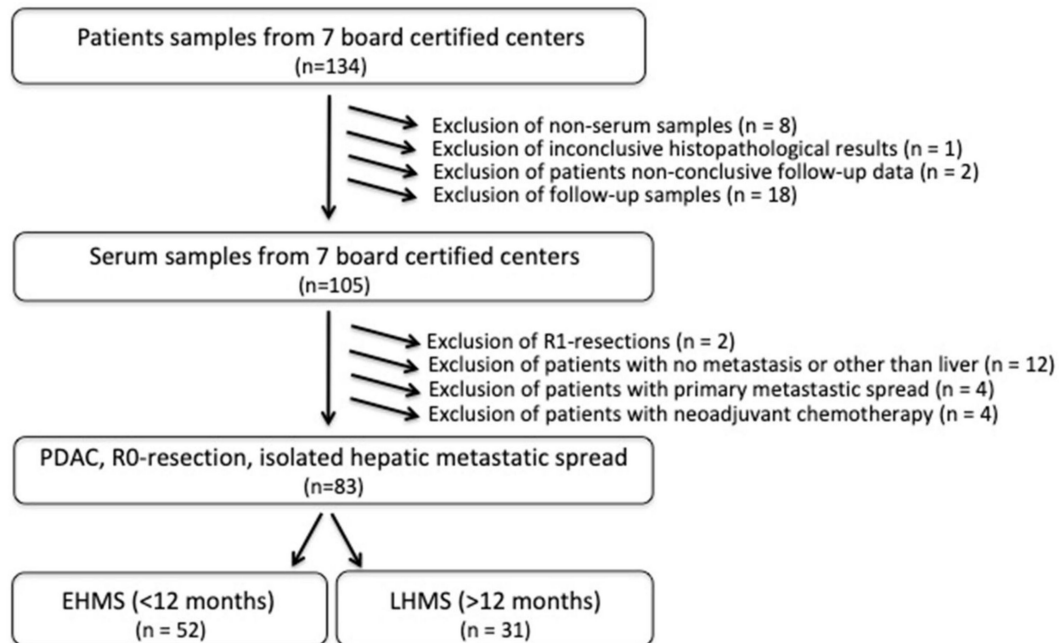 Patients samples from 7 board certified centers
(n=134)
Exclusion of non-serum samples (n = 8)
Exclusion of inconclusive histopathological results (n = 1)
Exclusion of patients non-conclusive follow-up data (n = 2)
Exclusion of follow-up samples (n = 18)
Serum samples from 7 board certified centers
(n=105)
Exclusion of R1-resections (n = 2)
Exclusion of patients with no metastasis or other than liver (n = 12)
Exclusion of patients with primary metastastic spread (n = 4)
Exclusion of patients with neoadjuvant chemotherapy (n = 4)
PDAC, R0-resection, isolated hepatic metastatic spread
(n=83)
EHMS (<12 months)
(n = 52)
LHMS (>12 months)
(n = 31)